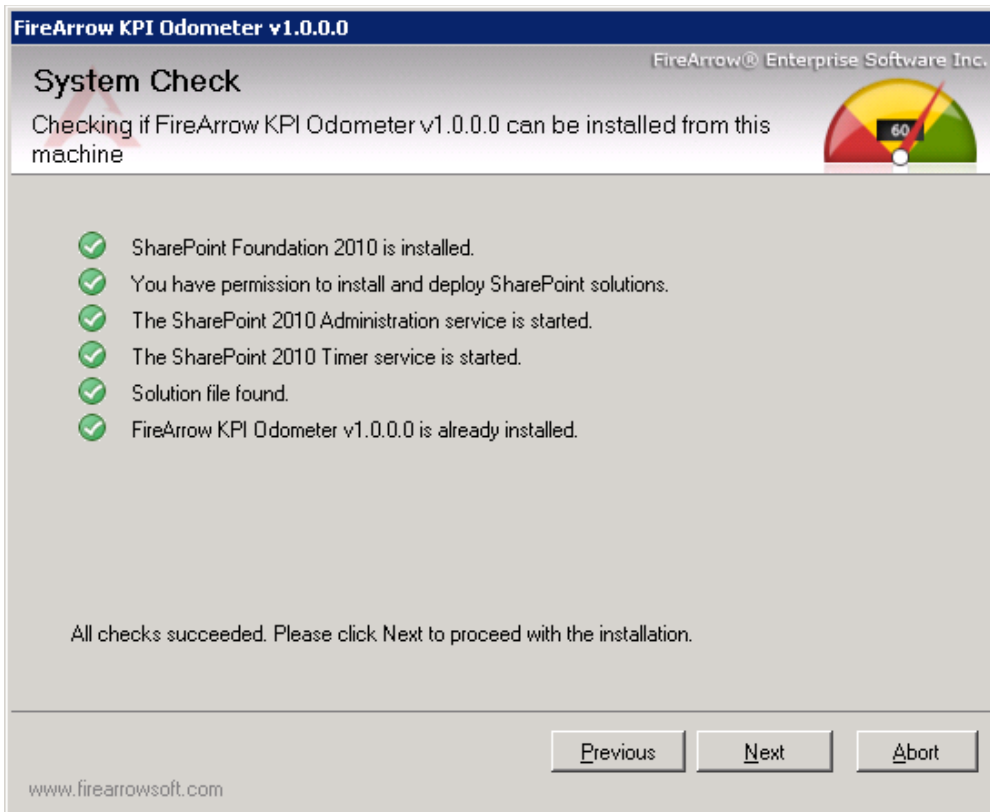 FireArrow KPI Odometer v1.0.0.0
FireArrow® Enterprise Software Inc.
System Check
Checking if FireArrow KPI Odometer v1.0.0.0 can be installed from this
machine
60
SharePoint Foundation 2010 is installed.
You have permission to install and deploy SharePoint solutions.
The SharePoint 2010 Administration service is started.
The SharePoint 2010 Timer service is started.
Solution file found.
FireArrow KPI Odometer v1.0.0.0 is already installed.
All checks succeeded. Please click Next to proceed with the installation.
Previous Next Abort
www.firearrowsoft.com